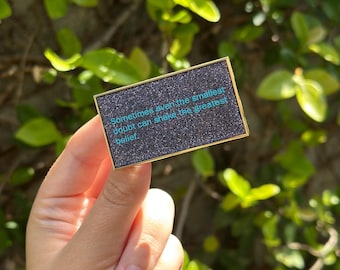 Sometimes even the smallest
doubt can shake the greatest
belief.